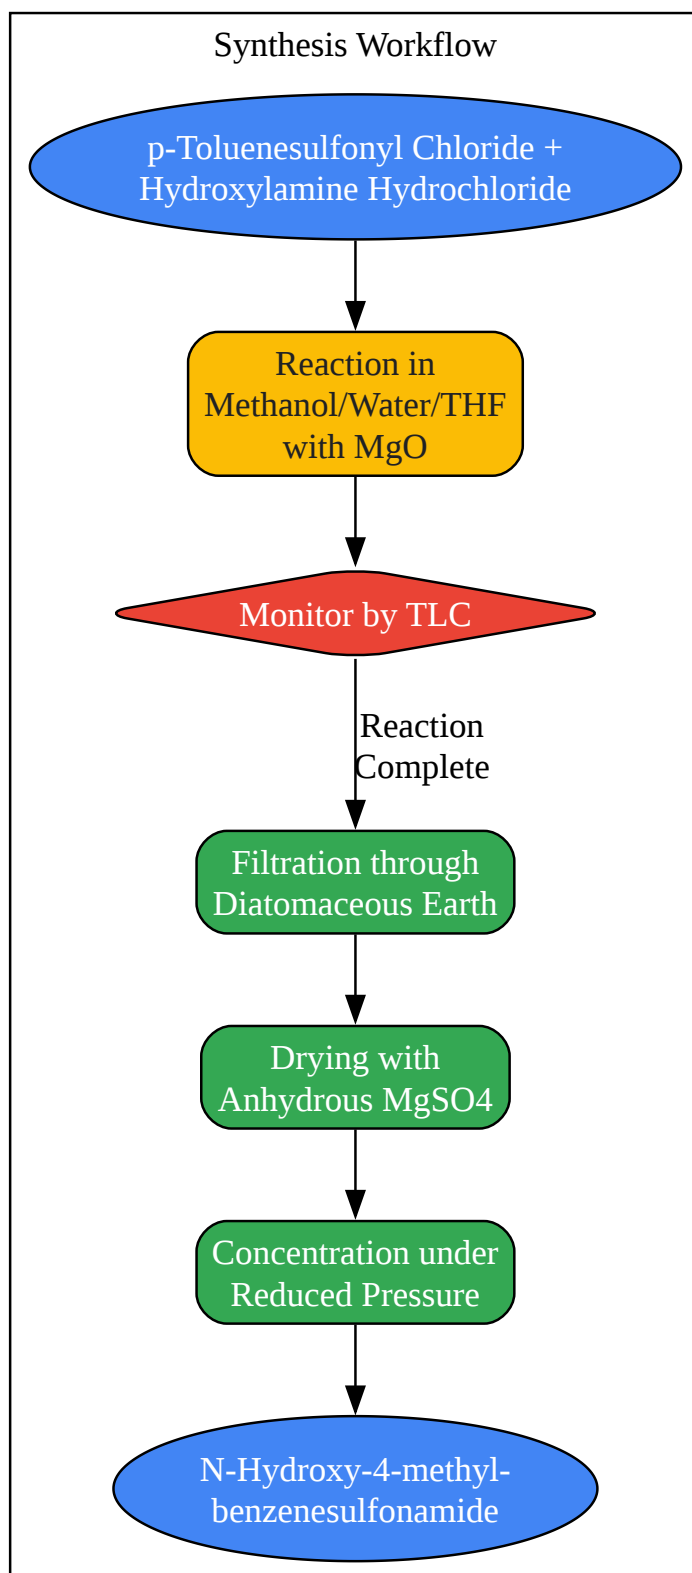 Synthesis Workflow
p-Toluenesulfonyl Chloride +
Hydroxylamine Hydrochloride
Reaction in
Methanol/Water/THF
with MgO
Monitor by TLC
Reaction
Complete
Filtration through
Diatomaceous Earth
Drying with
Anhydrous MgSO4
Concentration under
Reduced Pressure
N-Hydroxy-4-methyl-
benzenesulfonamide